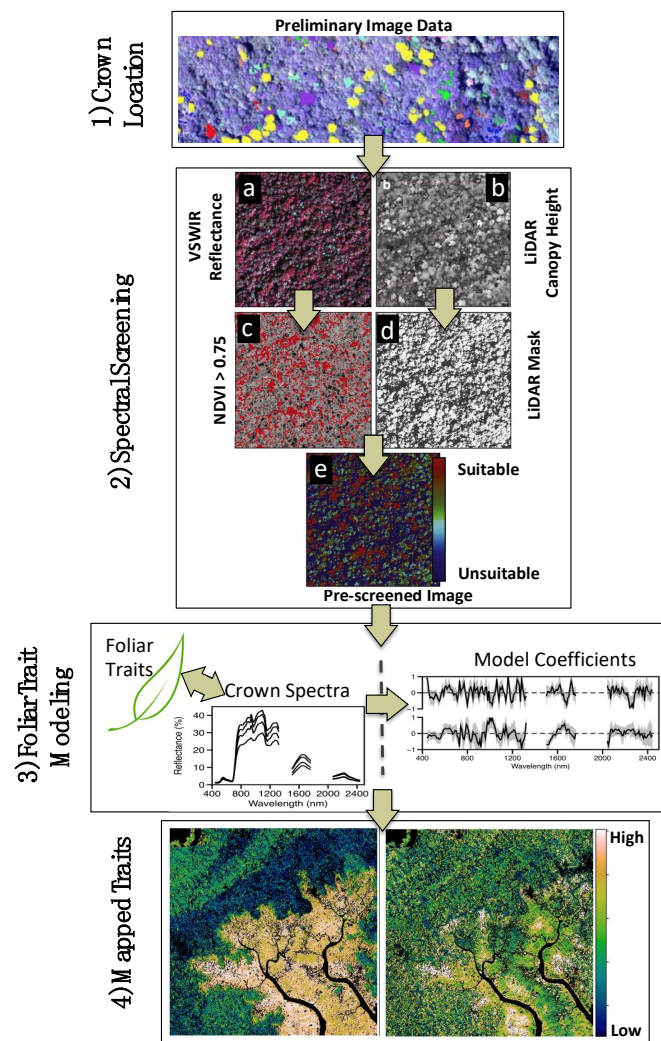 Preliminary Image Data
1) Crown
Location
a
b
b
VSWIR
Reflectance
LiDAR
Canopy Height
c
d
NDVI > 0.75
LiDAR Mask
2) Spectral Screening
e
Suitable
Unsuitable
Pre-screened Image
3) Foliar Trait
Modeling
Foliar
Traits
Crown Spectra
Model Coefficients
Reflectance (%)
40
30
20
10
0
400 800 1200 1600 2000 2400
Wavelength (nm)
1
0
-1
1
0
-1
400 800 1200 1600 2000 2400
Wavelength (nm)
4) Mapped Traits
High
Low